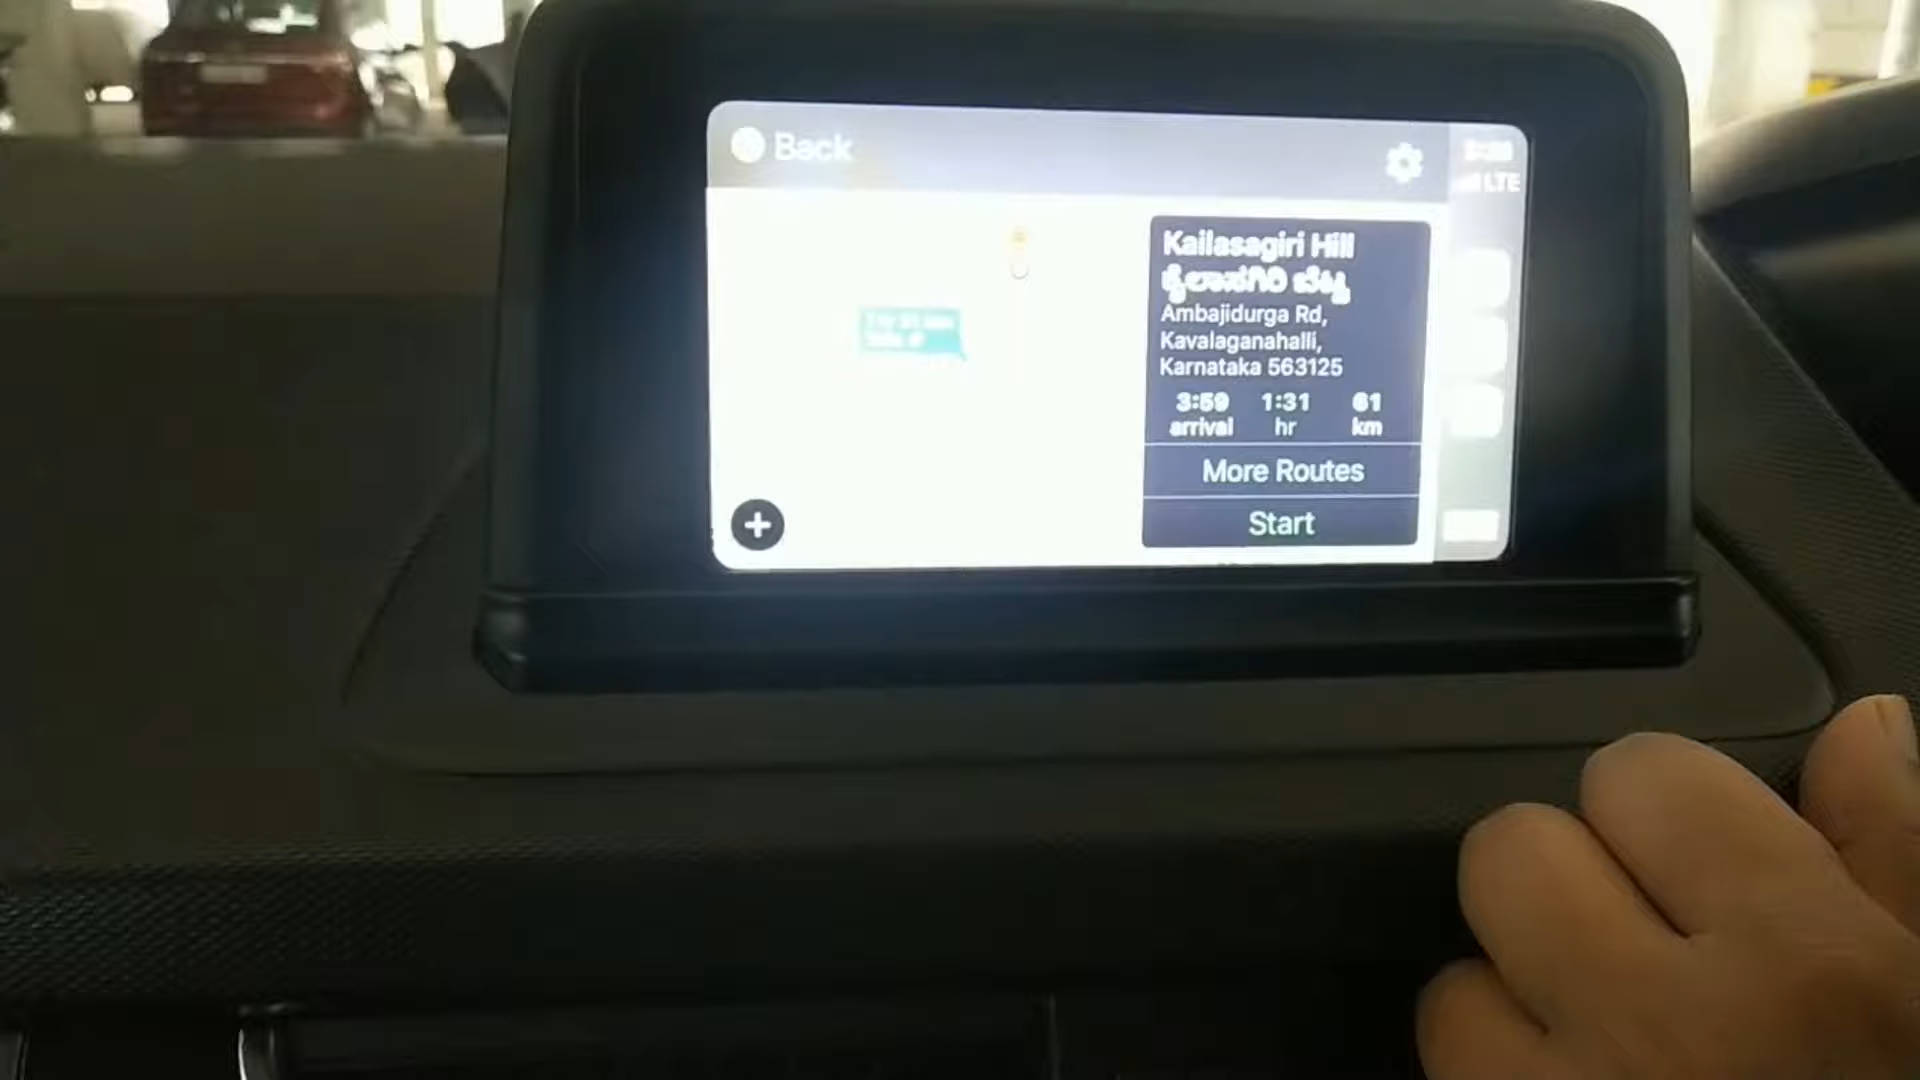 Back
LTE
Kailasagiri Hill
ಕೈಲಾಸಗಿರಿ ಬೆಟ್ಟ
Ambajidurga Rd,
Kavalaganahalli,
Karnataka 563125
3:59 1:31 61
arrival hr km
More Routes
Start